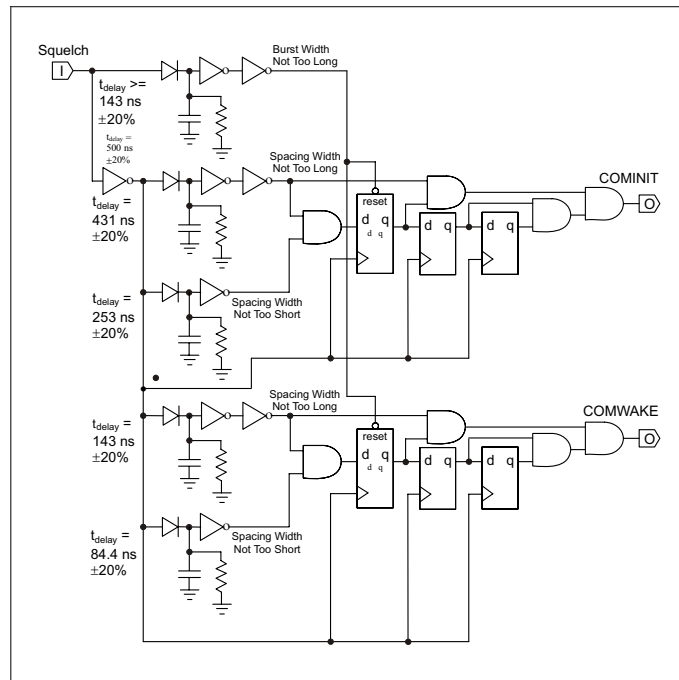 Squelch
I
Burst Width
Not Too Long
t_delay >=
143 ns
±20%
t_delay =
500 ns
±20%
Spacing Width
Not Too Long
COMINIT
O
t_delay =
431 ns
±20%
reset
d q
d q
d q
d q
t_delay =
253 ns
±20%
Spacing Width
Not Too Short
Spacing Width
Not Too Long
COMWAKE
O
t_delay =
143 ns
±20%
reset
d q
d q
d q
d q
t_delay =
84.4 ns
±20%
Spacing Width
Not Too Short